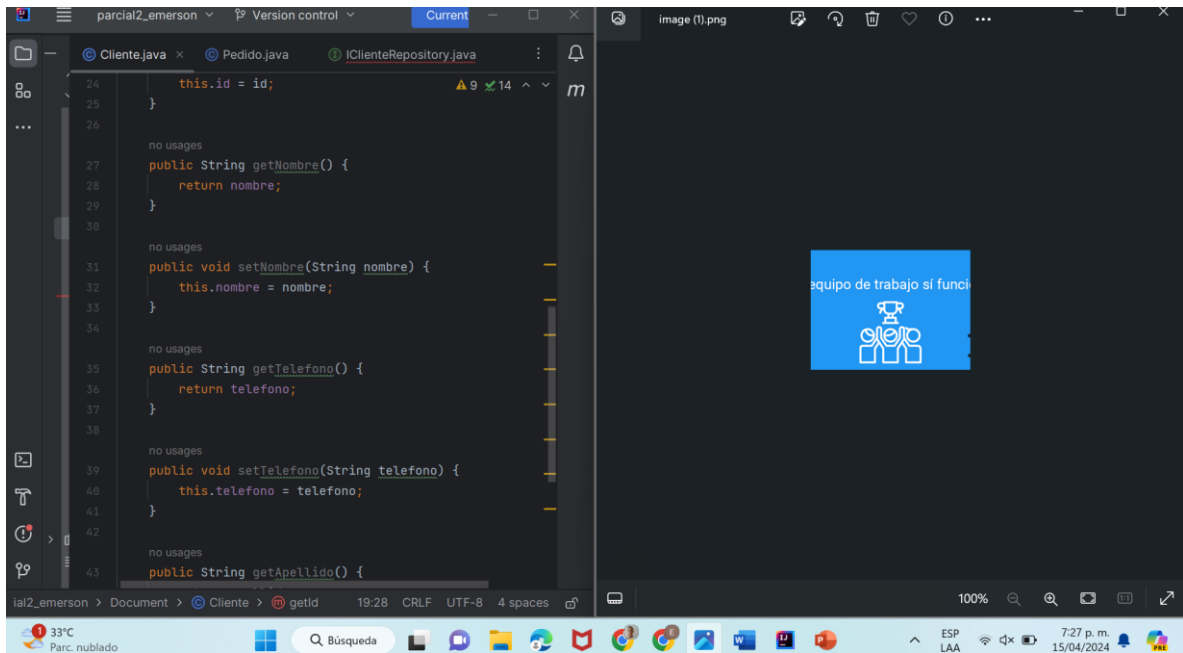 parcial2_emerson Version control Current
Cliente.java Pedido.java IClienteRepository.java
24 this.id = id; 9 14
25 }
26
no usages
27 public String getNombre() {
28 return nombre;
29 }
30
no usages
31 public void setNombre(String nombre) {
32 this.nombre = nombre;
33 }
34
no usages
35 public String getTelefono() {
36 return telefono;
37 }
38
no usages
39 public void setTelefono(String telefono) {
40 this.telefono = telefono;
41 }
42
no usages
43 public String getApellido() {
ial2_emerson > Document > Cliente > getId 19:28 CRLF UTF-8 4 spaces
image (1).png
equipo de trabajo sí funci
100%
1
33°C
Parc. nublado
Búsqueda
ESP
LAA
7:27 p. m.
15/04/2024
PRE